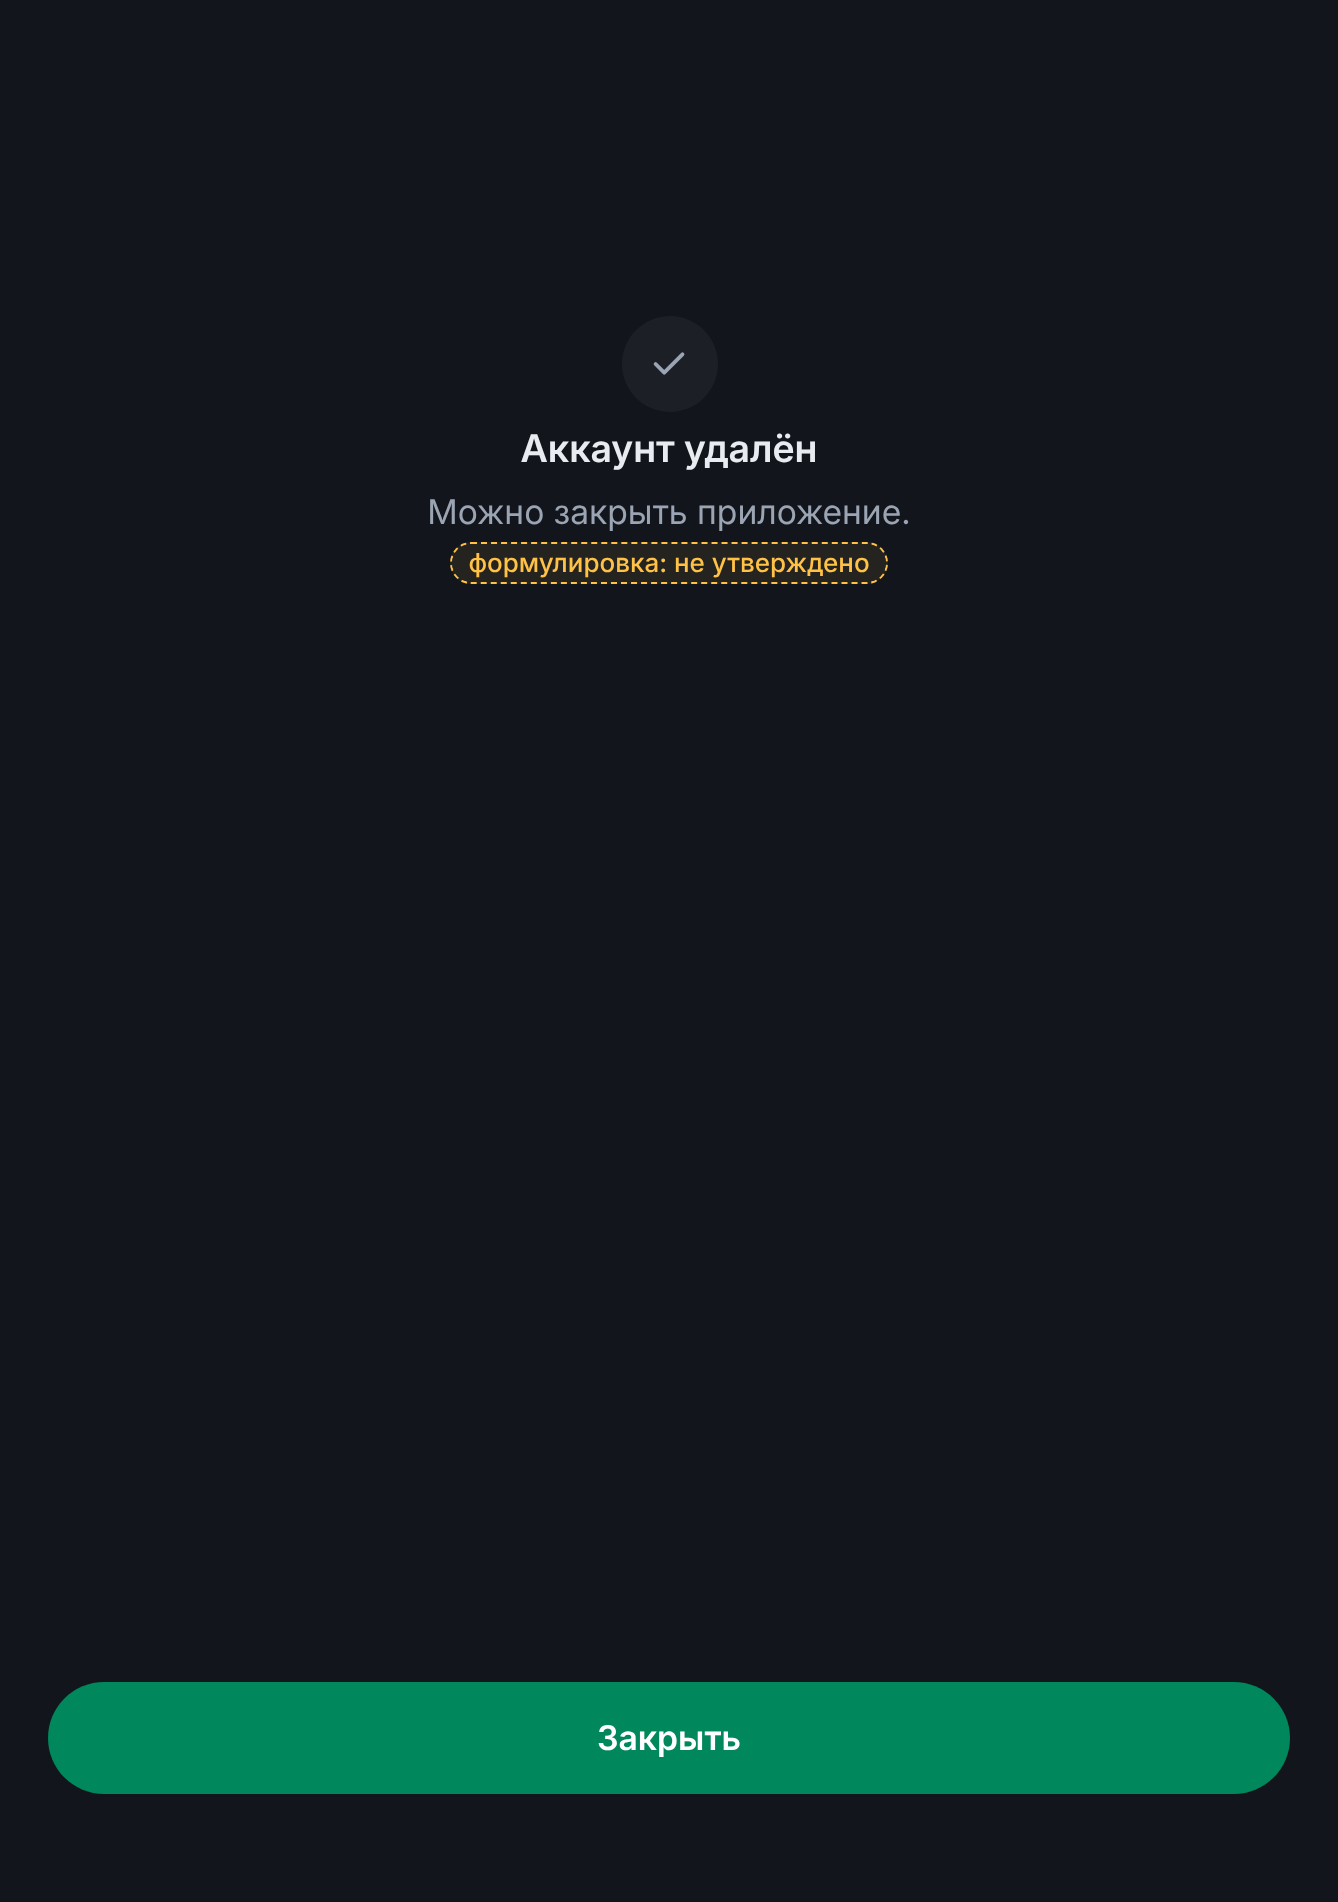 Аккаунт удалён
Можно закрыть приложение.
формулировка: не утверждено
Закрыть